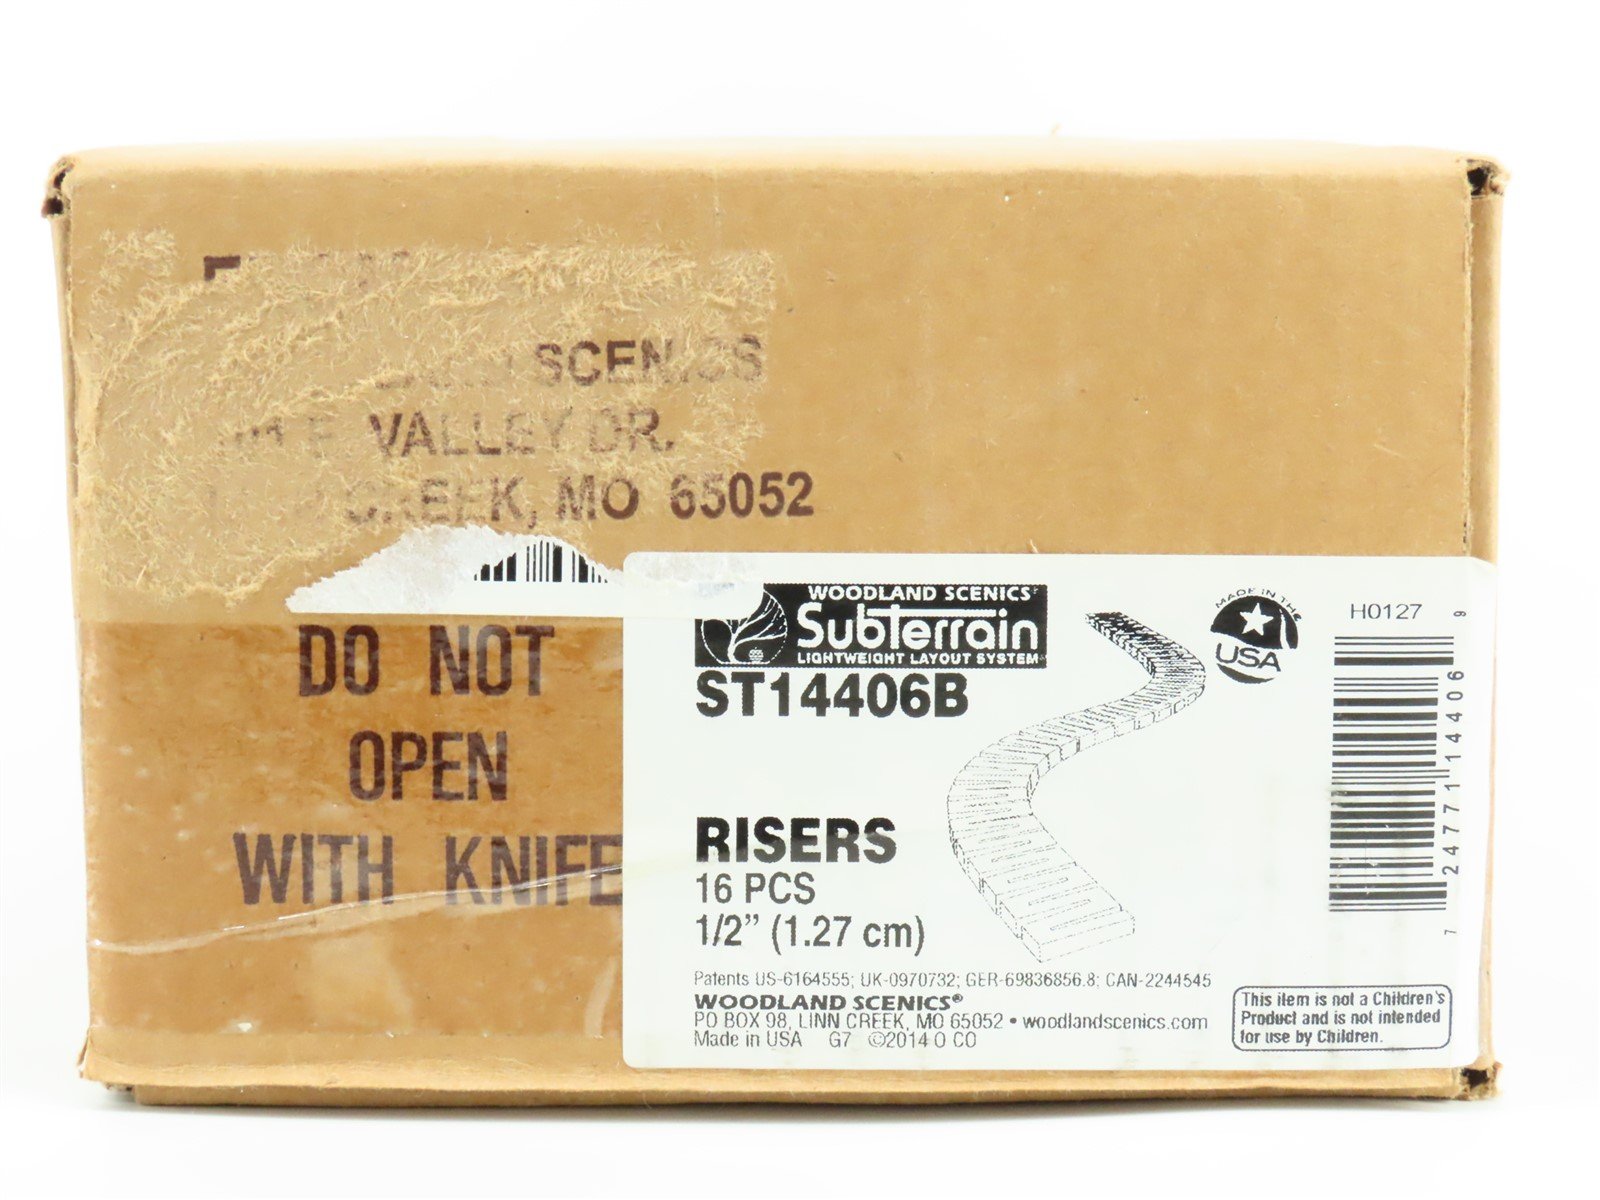 SCENICS
VALLEY DR.
CREEK, MO 65052
DO NOT
OPEN
WITH KNIFE
WOODLAND SCENICS®
SubTerrain
LIGHTWEIGHT LAYOUT SYSTEM®
ST14406B
MADE IN THE
USA
H0127
7 24771 14406 9
RISERS
16 PCS
1/2” (1.27 cm)
Patents US-6164555; UK-0970732; GER-69836856.8; CAN-2244545
WOODLAND SCENICS®
PO BOX 98, LINN CREEK, MO 65052 • woodlandscenics.com
Made in USA G7 ©2014 O CO
This item is not a Children's
Product and is not intended
for use by Children.